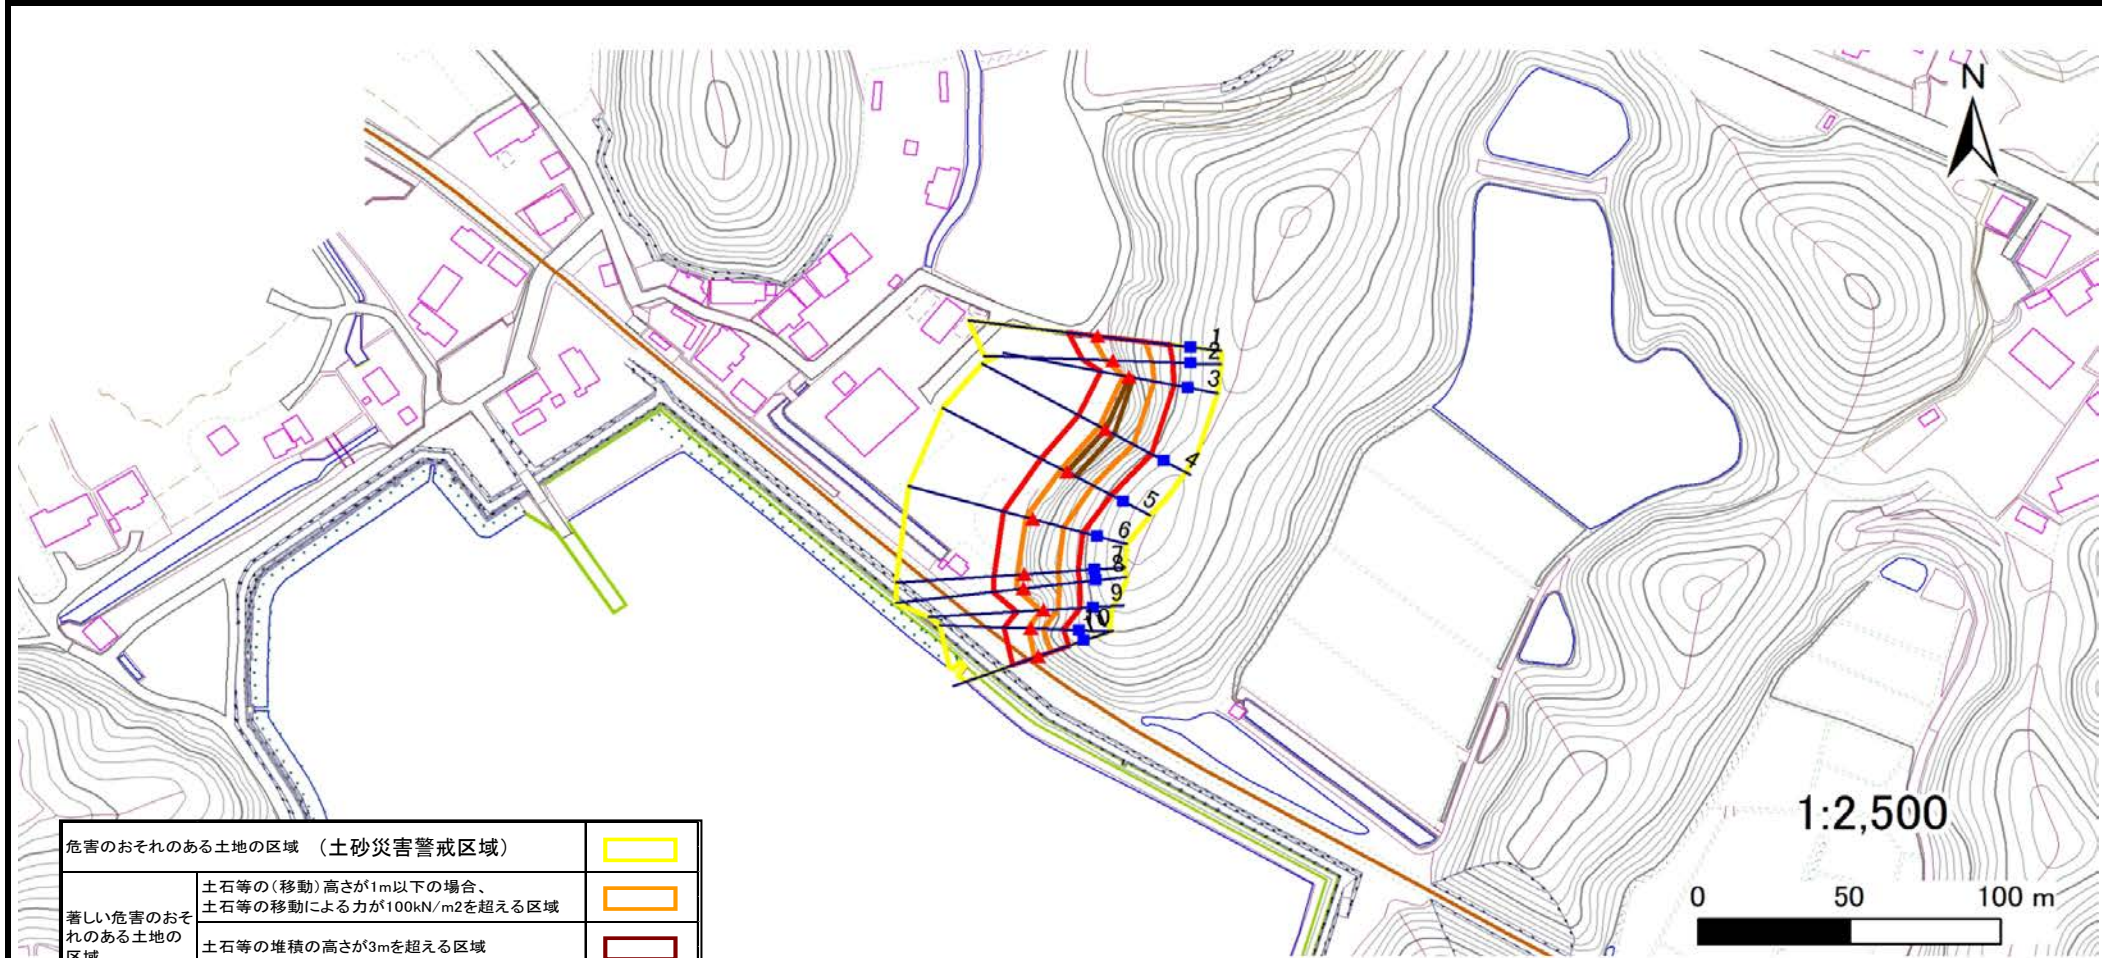 N
1
2
3
4
5
6
7
8
9
10
1:2,500
0 50 100 m
危害のおそれのある土地の区域 (土砂災害警戒区域)
土石等の(移動)高さが1m以下の場合、
土石等の移動による力が100kN/m2を超える区域
著しい危害のおそ
れのある土地の
区域
土石等の堆積の高さが3mを超える区域